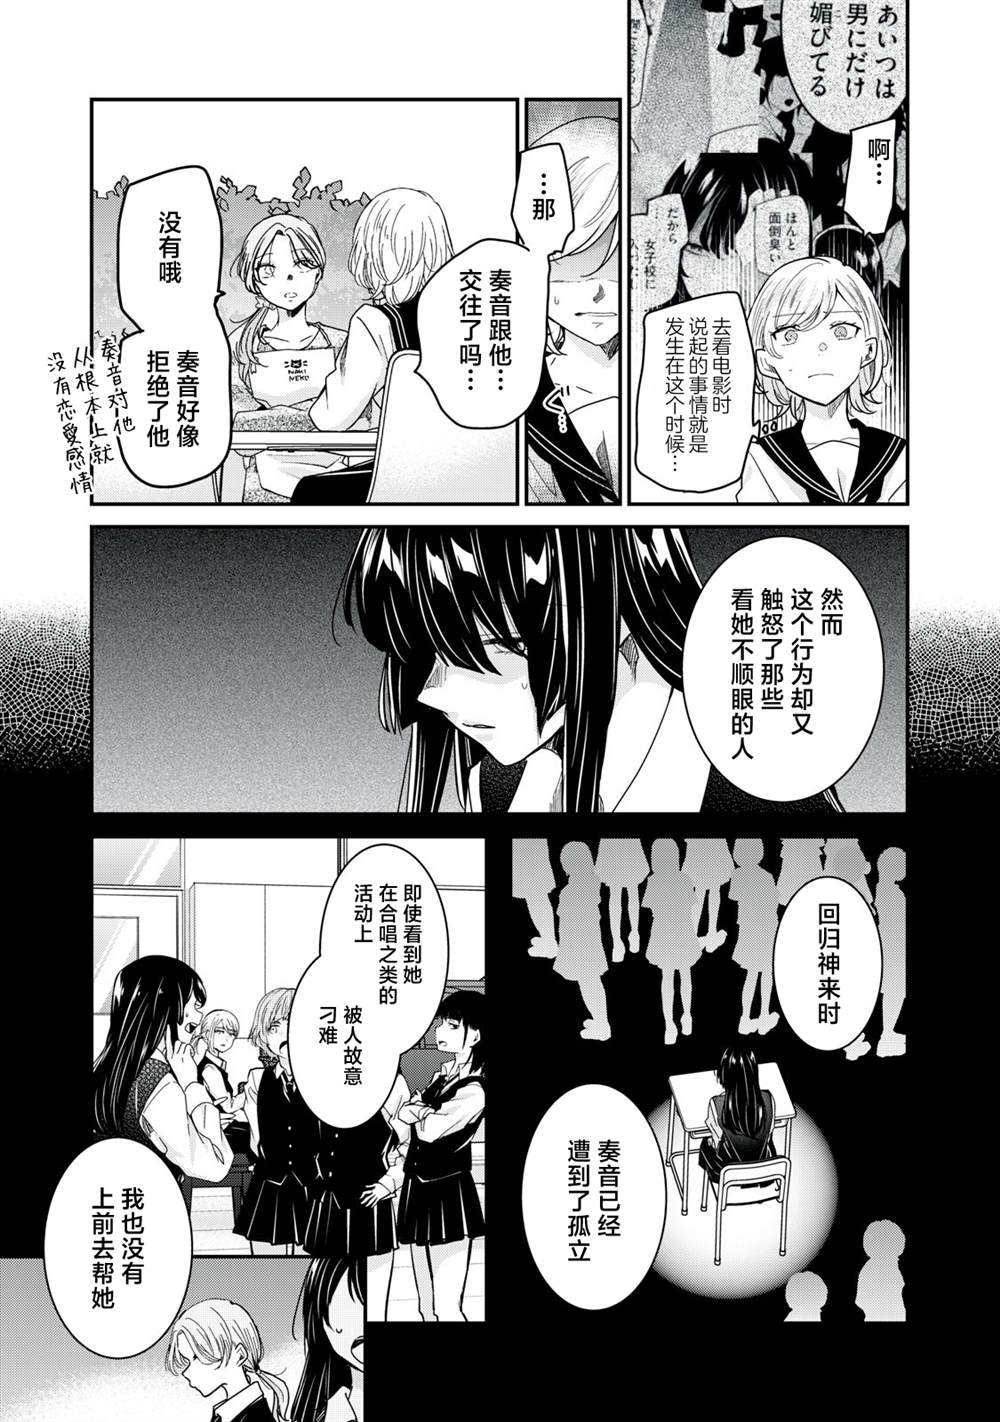 あいつは
男にだけ
媚びてる
啊…
ほんと
面倒臭い
だから
女子校に
去看电影时
说起的事情就是
发生在这个时候…
…那
奏音跟他…
交往了吗…
没有哦
奏音好像
拒绝了他
NAMI
NEKO
奏音对他
从根本上就
没有恋愛感情
然而
这个行为却又
触怒了那些
看她不顺眼的人
回归神来时
奏音已经
遭到了孤立
即使看到她
在合唱之类的
活动上
被人故意
刁难
我也没有
上前去帮她